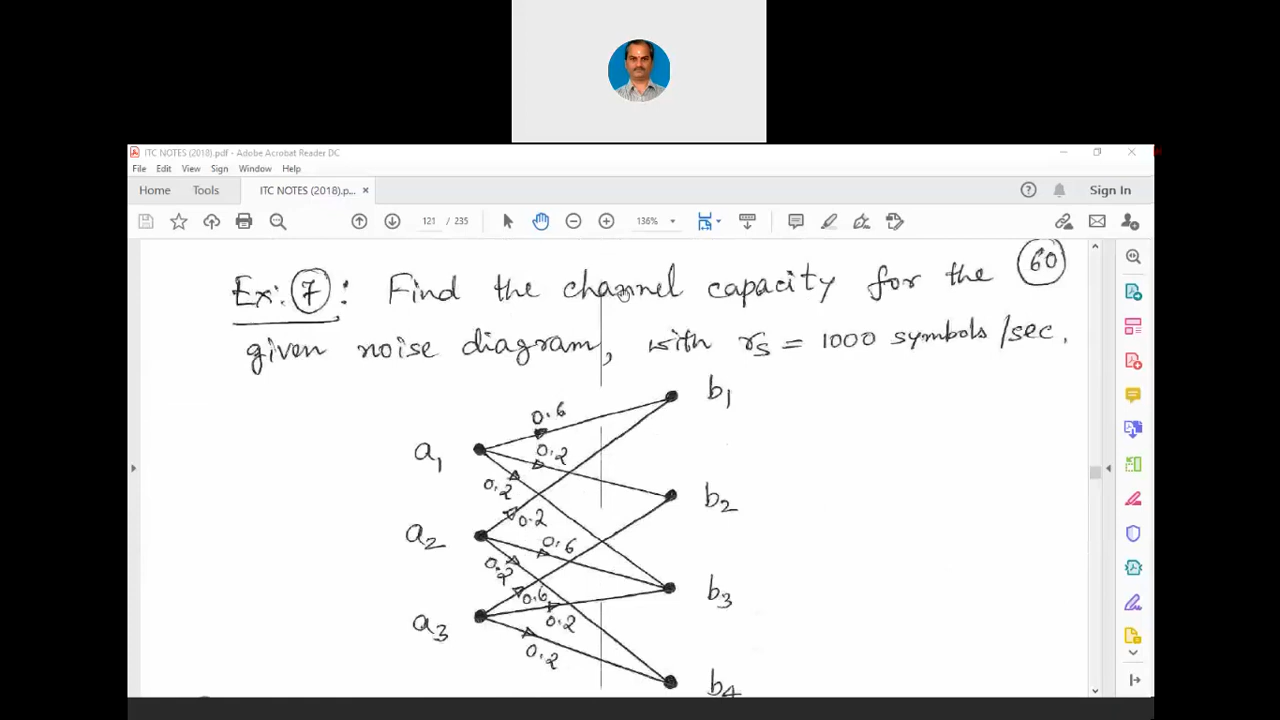 ITC NOTES (2018).pdf - Adobe Acrobat Reader DC
File Edit View Sign Window Help
Home Tools ITC NOTES (2018).p... × Sign In
121 / 235 136%
Ex: 7 : Find the channel capacity for the 60
given noise diagram, with rs = 1000 symbols/sec.
b1
0.6
a1 0.2
0.2
b2
0.2
a2 0.6
0.2
b3
0.6
a3 0.2
0.2
b4